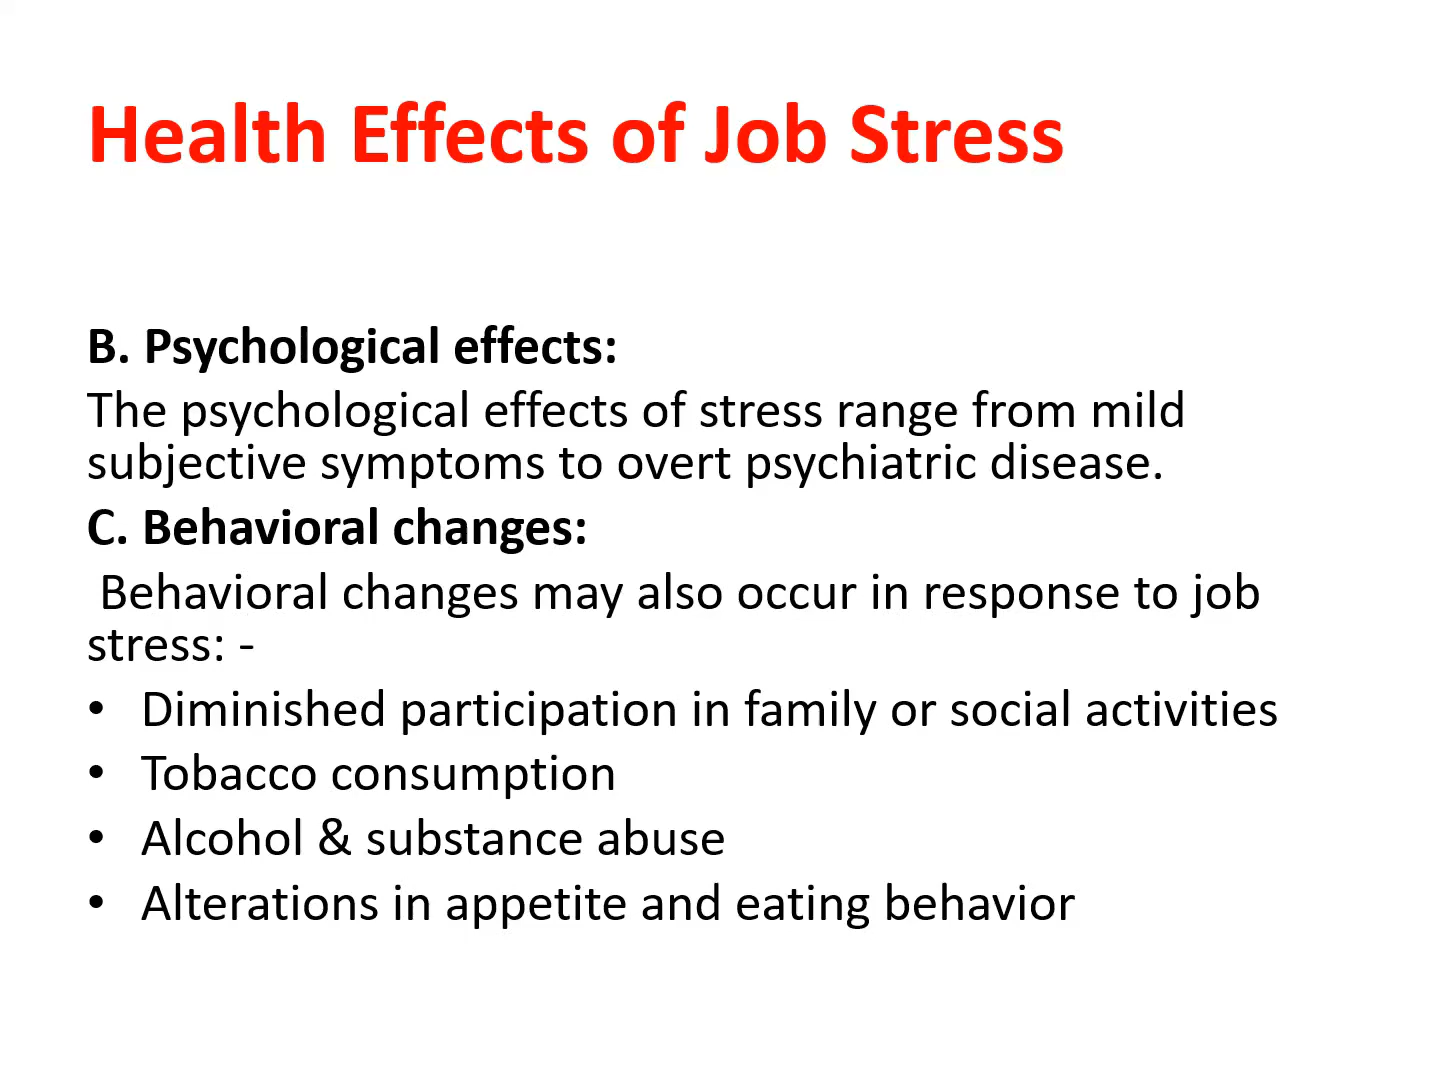 Health Effects of Job Stress
B. Psychological effects:
The psychological effects of stress range from mild
subjective symptoms to overt psychiatric disease.
C. Behavioral changes:
Behavioral changes may also occur in response to job
stress: -
• Diminished participation in family or social activities
• Tobacco consumption
• Alcohol & substance abuse
• Alterations in appetite and eating behavior